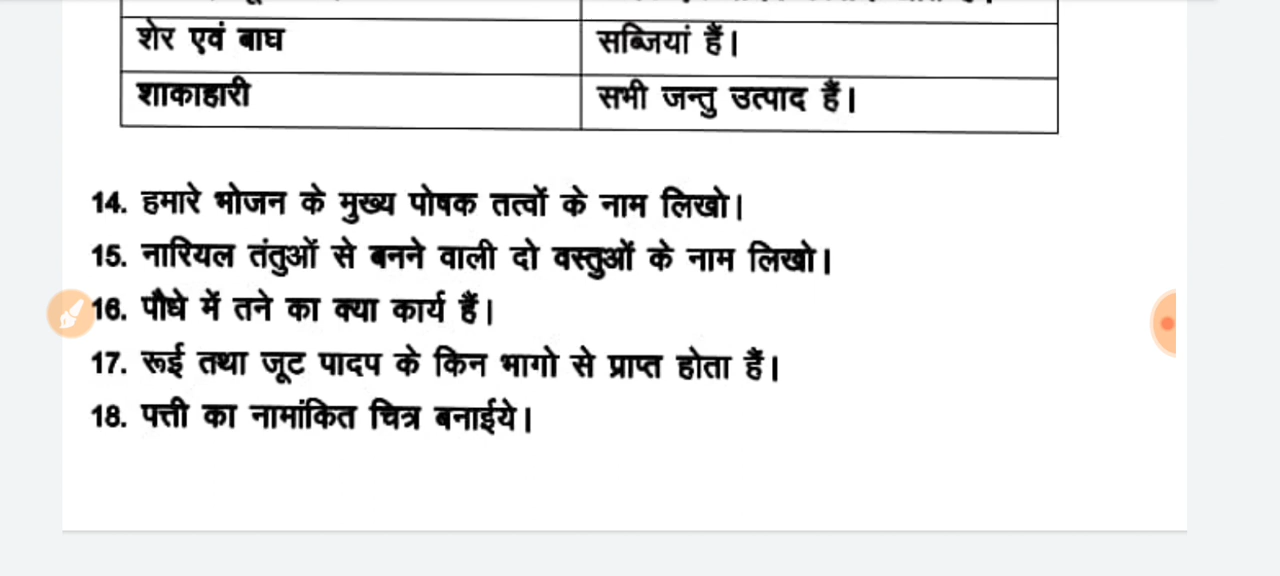 शेर एवं बाघ सब्जियां हैं।
शाकाहारी सभी जन्तु उत्पाद हैं।
14. हमारे भोजन के मुख्य पोषक तत्वों के नाम लिखो।
15. नारियल तंतुओं से बनने वाली दो वस्तुओं के नाम लिखो।
16. पौधे में तने का क्या कार्य हैं।
17. रूई तथा जूट पादप के किन भागो से प्राप्त होता हैं।
18. पत्ती का नामांकित चित्र बनाईये।